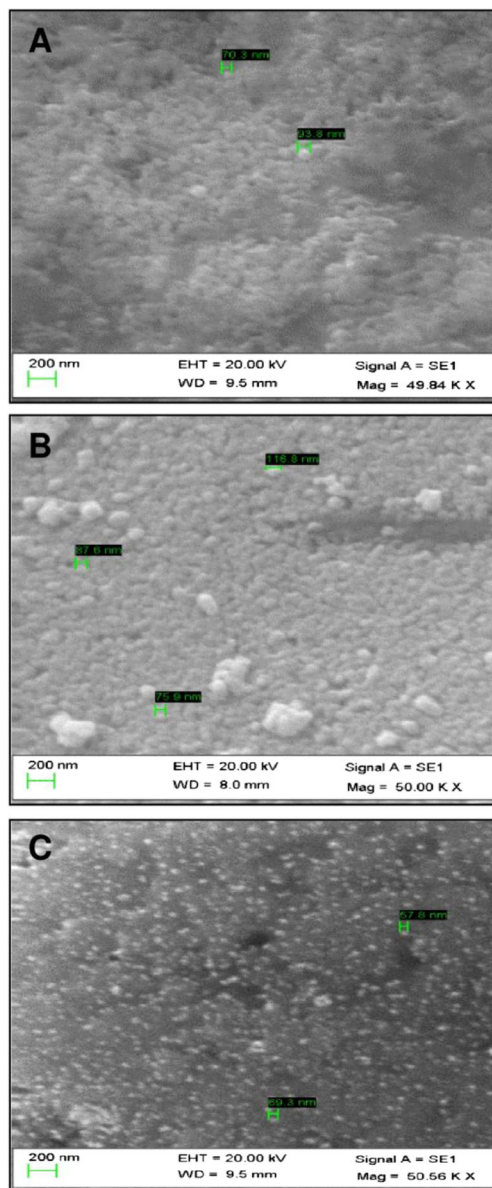 A
70.3 nm
93.8 nm
200 nm EHT = 20.00 kV Signal A = SE1
WD = 9.5 mm Mag = 49.84 K X
B
116.8 nm
87.6 nm
75.9 nm
200 nm EHT = 20.00 kV Signal A = SE1
WD = 8.0 mm Mag = 50.00 K X
C
57.8 nm
69.3 nm
200 nm EHT = 20.00 kV Signal A = SE1
WD = 9.5 mm Mag = 50.56 K X